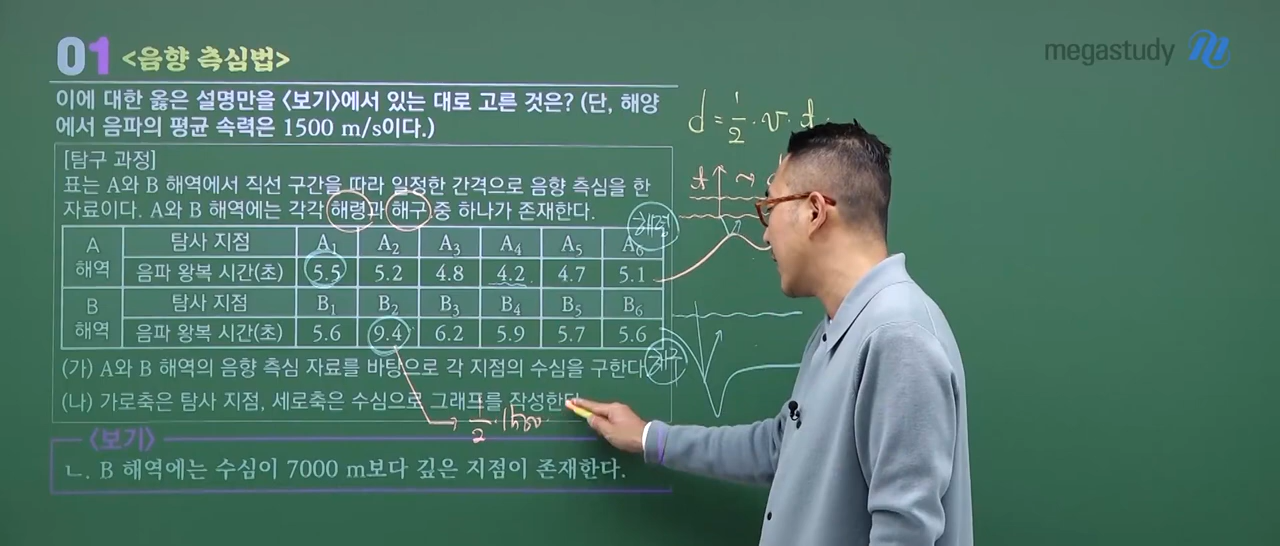 01 <음향 측심법>
megastudy
이에 대한 옳은 설명만을 <보기>에서 있는 대로 고른 것은? (단, 해양
에서 음파의 평균 속력은 1500 m/s이다.)
d = 1/2 · v · t
[탐구 과정]
표는 A와 B 해역에서 직선 구간을 따라 일정한 간격으로 음향 측심을 한
자료이다. A와 B 해역에는 각각 해령과 해구 중 하나가 존재한다.
t ~
해령
A 해역 탐사 지점 A₁ A₂ A₃ A₄ A₅ A₆
음파 왕복 시간(초) 5.5 5.2 4.8 4.2 4.7 5.1
B 해역 탐사 지점 B₁ B₂ B₃ B₄ B₅ B₆
음파 왕복 시간(초) 5.6 9.4 6.2 5.9 5.7 5.6
해구
(가) A와 B 해역의 음향 측심 자료를 바탕으로 각 지점의 수심을 구한다.
(나) 가로축은 탐사 지점, 세로축은 수심으로 그래프를 작성한다
1/2 · 1500 ·
<보기>
ㄴ. B 해역에는 수심이 7000 m보다 깊은 지점이 존재한다.